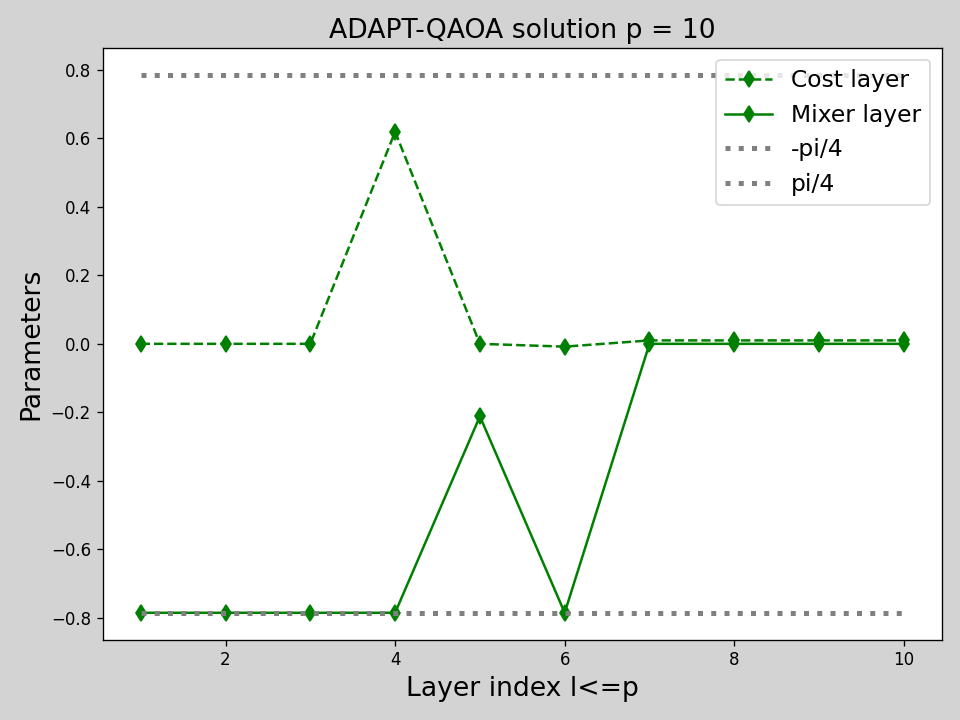 ADAPT-QAOA solution p = 10
Parameters
0.8
0.6
0.4
0.2
0.0
−0.2
−0.4
−0.6
−0.8
Cost layer
Mixer layer
-pi/4
pi/4
2 4 6 8 10
Layer index l<=p